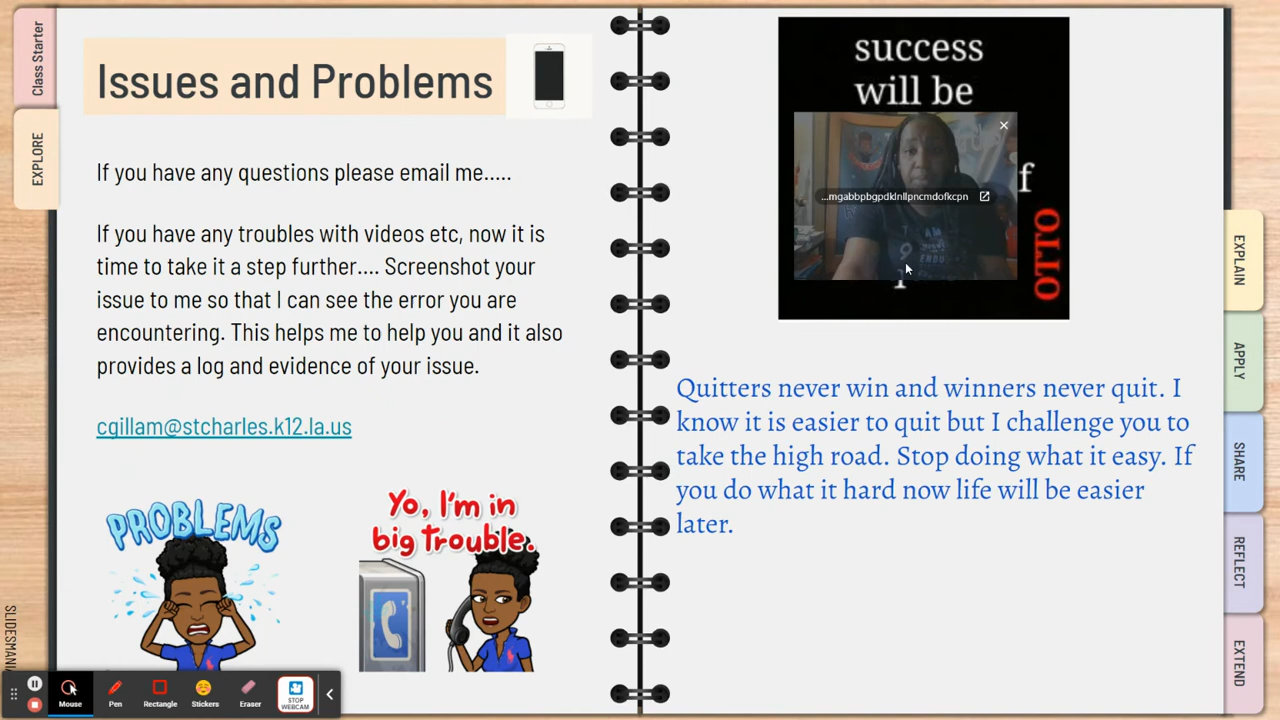 Class Starter
EXPLORE
Issues and Problems
If you have any questions please email me.....
If you have any troubles with videos etc, now it is
time to take it a step further.... Screenshot your
issue to me so that I can see the error you are
encountering. This helps me to help you and it also
provides a log and evidence of your issue.
cgillam@stcharles.k12.la.us
PROBLEMS
Yo, I'm in
big trouble.
success
will be
f
...mgabbpbgpdklnllpncmdofkcpn
OLTO
Quitters never win and winners never quit. I
know it is easier to quit but I challenge you to
take the high road. Stop doing what it easy. If
you do what it hard now life will be easier
later.
EXPLAIN
APPLY
SHARE
REFLECT
EXTEND
SLIDESMANIA
Mouse
Pen
Rectangle
Stickers
Eraser
STOP
WEBCAM